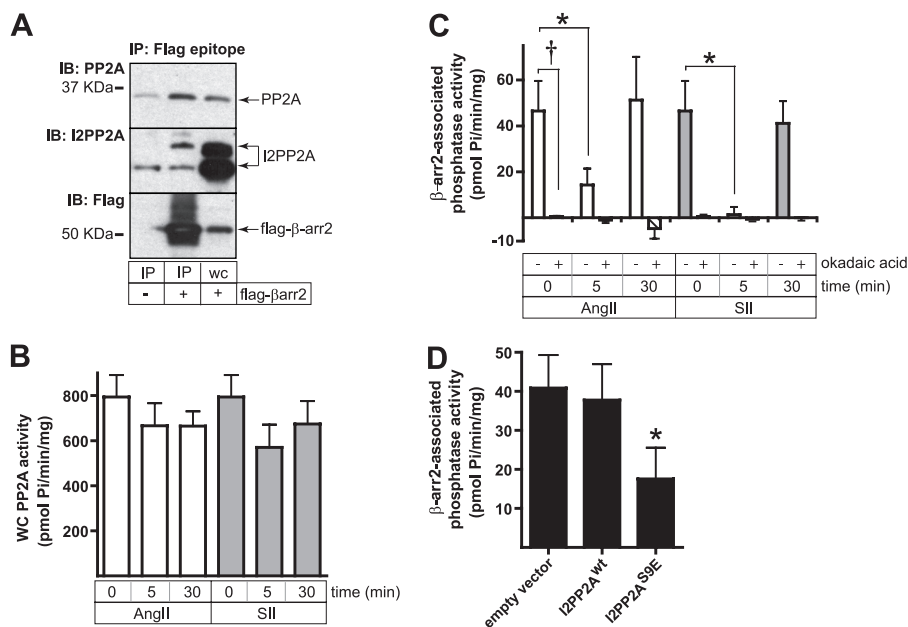 A
IP: Flag epitope
IB: PP2A
37 KDa
PP2A
IB: I2PP2A
I2PP2A
IB: Flag
50 KDa
flag-β-arr2
IP IP wc
- + + flag-βarr2
B
WC PP2A activity
(pmol Pi/min/mg)
800
600
400
200
0 5 30 0 5 30 time (min)
AngII SII
C
β-arr2-associated
phosphatase activity
(pmol Pi/min/mg)
* † *
60
40
20
-10
- + - + - + - + - + - + okadaic acid
0 5 30 0 5 30 time (min)
AngII SII
D
β-arr2-associated
phosphatase activity
(pmol Pi/min/mg)
50
40
30
20
10
*
empty vector
I2PP2A wt
I2PP2A S9E